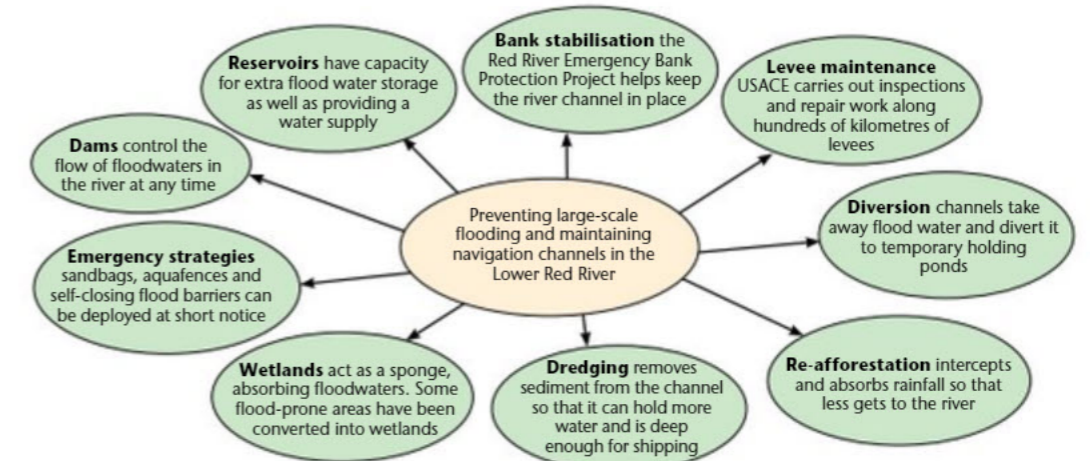 Preventing large-scale
flooding and maintaining
navigation channels in the
Lower Red River
Bank stabilisation the
Red River Emergency Bank
Protection Project helps keep
the river channel in place
Levee maintenance
USACE carries out inspections
and repair work along
hundreds of kilometres of
levees
Diversion channels take
away flood water and divert it
to temporary holding
ponds
Re-afforestation intercepts
and absorbs rainfall so that
less gets to the river
Dredging removes
sediment from the channel
so that it can hold more
water and is deep
enough for shipping
Wetlands act as a sponge,
absorbing floodwaters. Some
flood-prone areas have been
converted into wetlands
Emergency strategies
sandbags, aquafences and
self-closing flood barriers can
be deployed at short notice
Dams control the
flow of floodwaters in
the river at any time
Reservoirs have capacity
for extra flood water storage
as well as providing a
water supply